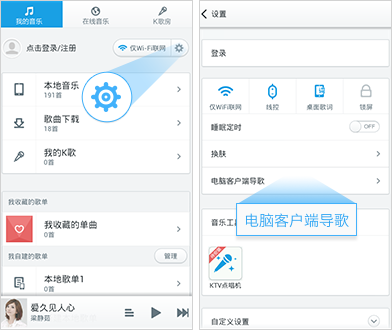 我的音乐
在线音乐
K歌房
点击登录/注册
仅Wi-Fi联网
本地音乐
191首
歌曲下载
18首
我的K歌
0首
我收藏的歌单
我收藏的单曲
0首
我自建的歌单
管理
本地歌单1
0首
爱久见人心
梁静茹
设置
登录
仅WiFi联网
线控
桌面歌词
锁屏
睡眠定时
OFF
换肤
电脑客户端导歌
电脑客户端导歌
音乐工
KTV点唱机
自定义设置